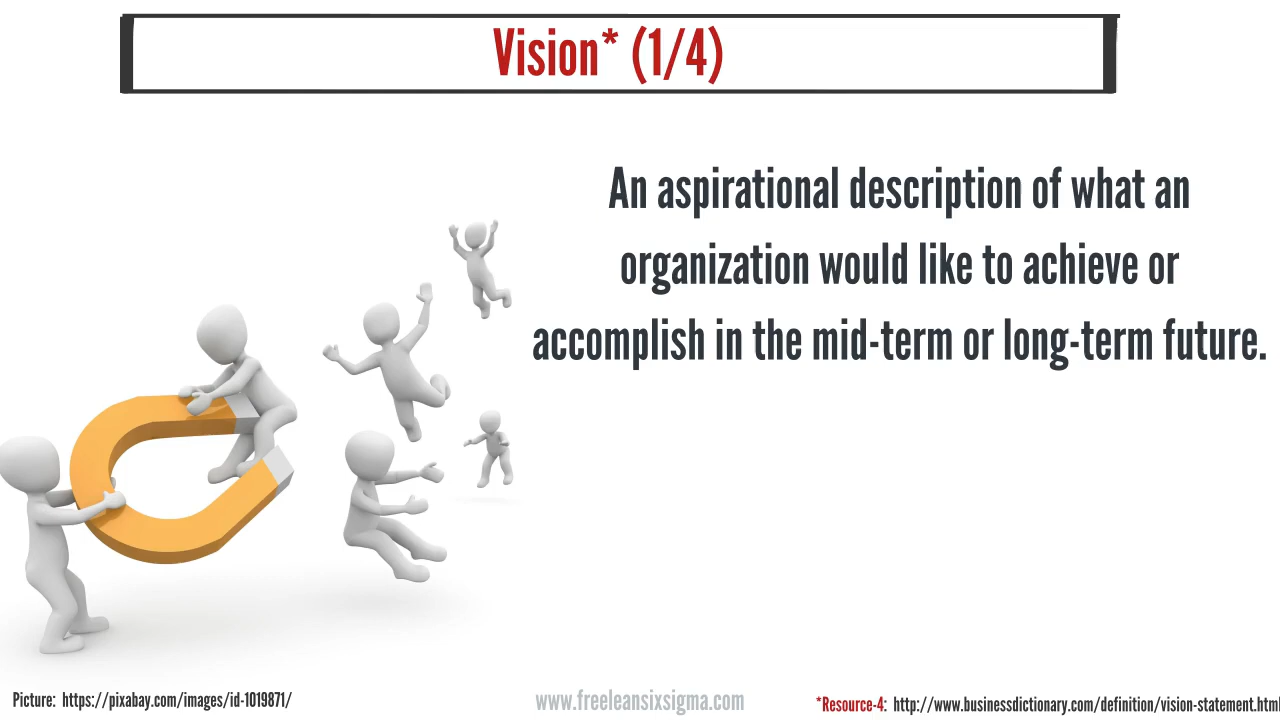 Vision* (1/4)
An aspirational description of what an
organization would like to achieve or
accomplish in the mid-term or long-term future.
Picture: https://pixabay.com/images/id-1019871/
www.freeleansixsigma.com
*Resource-4: http://www.businessdictionary.com/definition/vision-statement.html